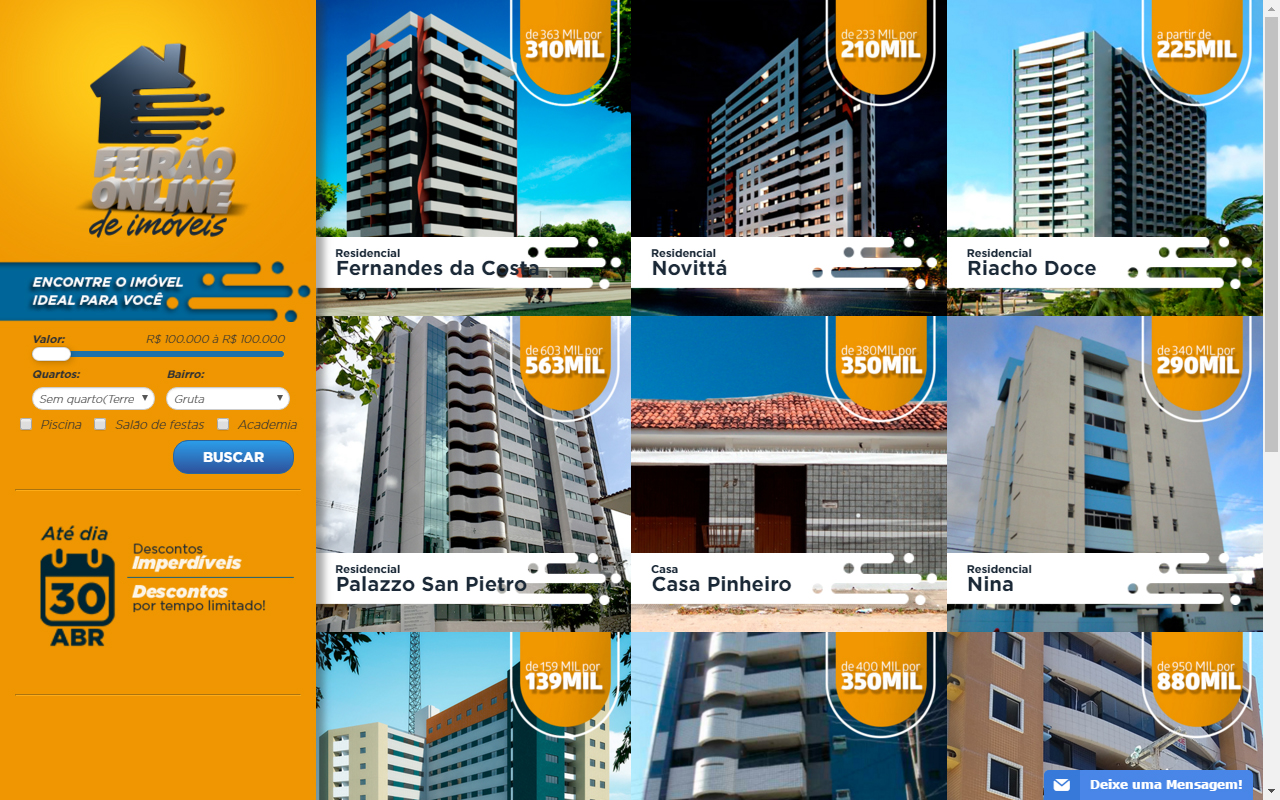 FEIRÃO
ONLINE
de imóveis
ENCONTRE O IMÓVEL
IDEAL PARA VOCÊ
Valor:
R$ 100.000 à R$ 100.000
Quartos:
Bairro:
Sem quarto(Terre
Gruta
Piscina
Salão de festas
Academia
BUSCAR
Até dia
30
ABR
Descontos
Imperdíveis
Descontos
por tempo limitado!
de 363 MIL por
310MIL
Residencial
Fernandes da Costa
de 233 MIL por
210MIL
Residencial
Novittá
a partir de
225MIL
Residencial
Riacho Doce
de 603 MIL por
563MIL
Residencial
Palazzo San Pietro
de 380MIL por
350MIL
Casa
Casa Pinheiro
de 340 MIL por
290MIL
Residencial
Nina
de 159 MIL por
139MIL
de 400 MIL por
350MIL
de 950 MIL por
880MIL
Deixe uma Mensagem!